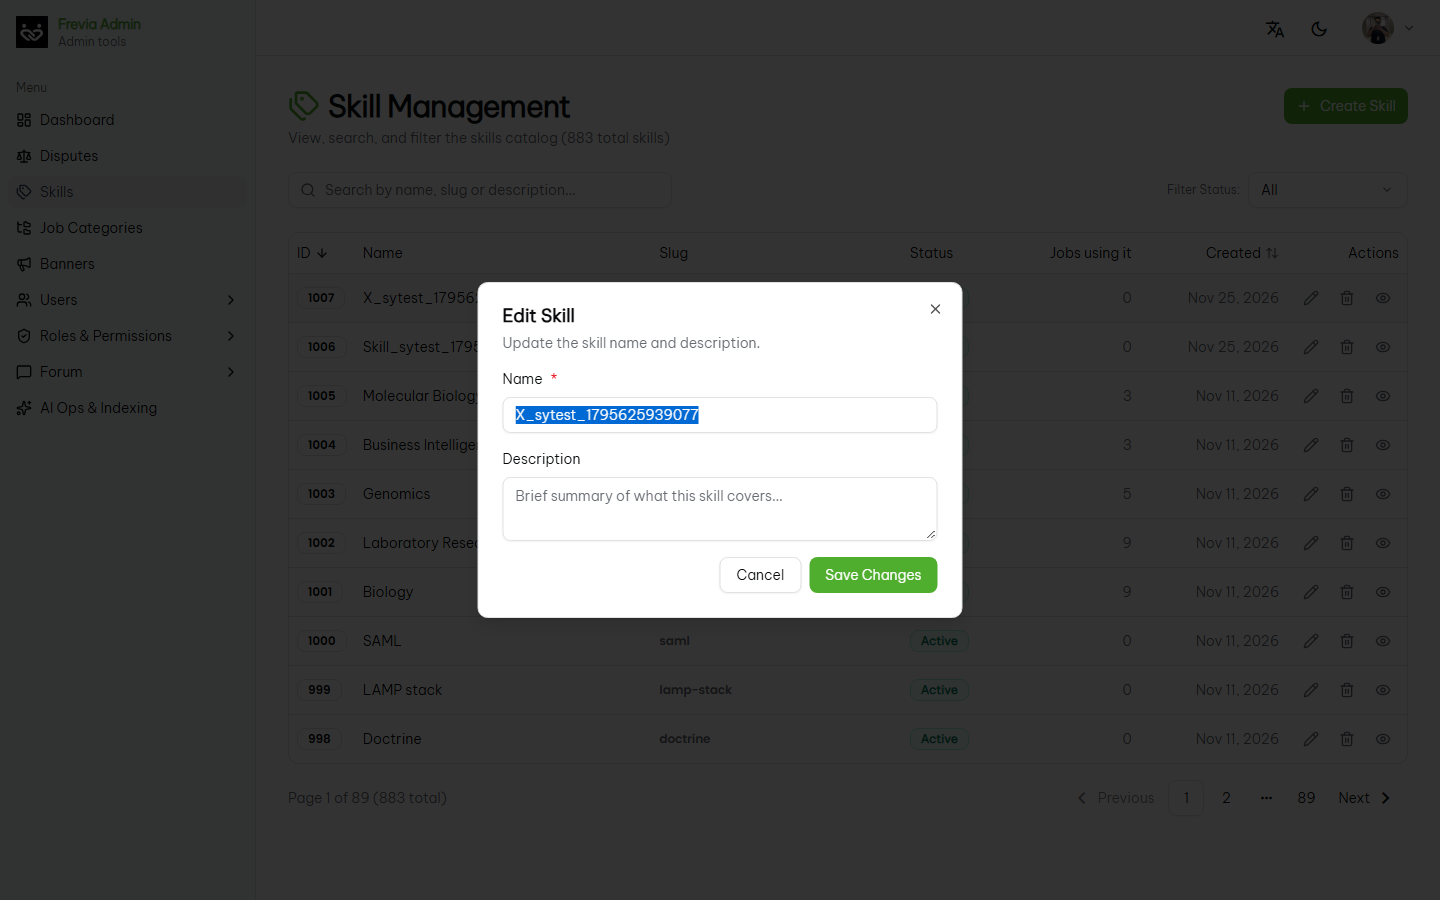 Frevia Admin
Admin tools
Menu
Dashboard
Disputes
Skills
Job Categories
Banners
Users
Roles & Permissions
Forum
AI Ops & Indexing
Skill Management
View, search, and filter the skills catalog (883 total skills)
Create Skill
Search by name, slug or description...
Filter Status:
All
ID Name Slug Status Jobs using it Created Actions
1007 0 Nov 25, 2026
1006 0 Nov 25, 2026
1005 Molecular 3 Nov 11, 2026
1004 Business 3 Nov 11, 2026
1003 Genomics 5 Nov 11, 2026
1002 Laboratory 9 Nov 11, 2026
1001 Biology 9 Nov 11, 2026
1000 SAML saml Active 0 Nov 11, 2026
999 LAMP stack lamp-stack Active 0 Nov 11, 2026
998 Doctrine doctrine Active 0 Nov 11, 2026
Page 1 of 89 (883 total)
Previous 1 2 ... 89 Next
Edit Skill
Update the skill name and description.
Name *
X_sytest_1795625939077
Description
Brief summary of what this skill covers...
Cancel
Save Changes